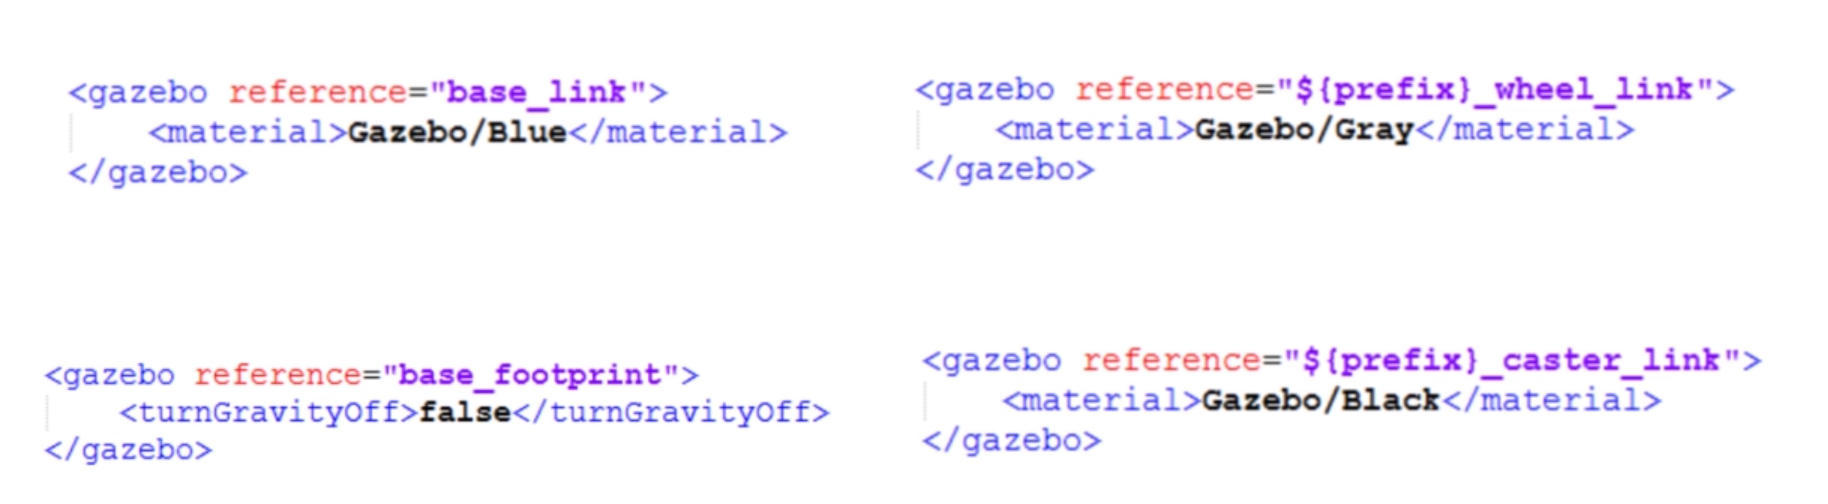 <gazebo reference="base_link">
    <material>Gazebo/Blue</material>
</gazebo>
<gazebo reference="${prefix}_wheel_link">
    <material>Gazebo/Gray</material>
</gazebo>
<gazebo reference="base_footprint">
    <turnGravityOff>false</turnGravityOff>
</gazebo>
<gazebo reference="${prefix}_caster_link">
    <material>Gazebo/Black</material>
</gazebo>